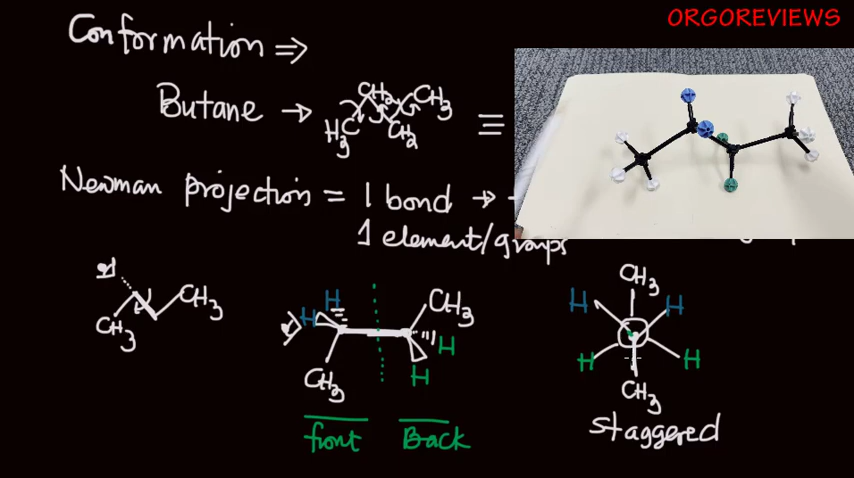 ORGOREVIEWS
Conformation ⇒
Butane → H3C CH2 CH2 CH3 ≡
Newman projection = 1 bond →
1 element/groups
CH3 CH3
H H CH3 H H CH3
front Back
CH3 H H H H CH3
staggered